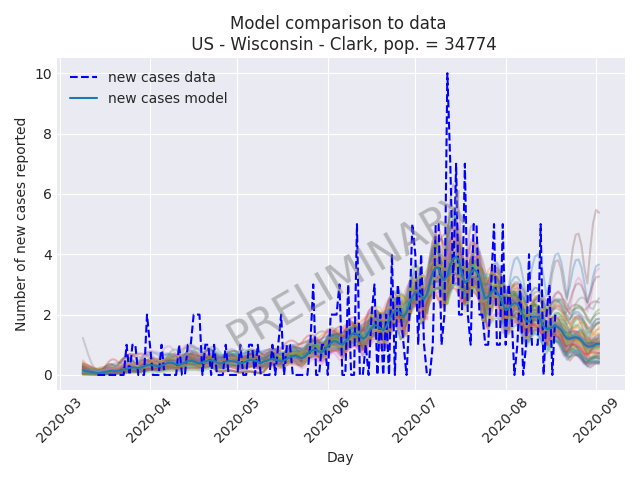 Model comparison to data
US - Wisconsin - Clark, pop. = 34774
new cases data
new cases model
PRELIMINARY
Number of new cases reported
10
8
6
4
2
0
2020-03
2020-04
2020-05
2020-06
2020-07
2020-08
2020-09
Day